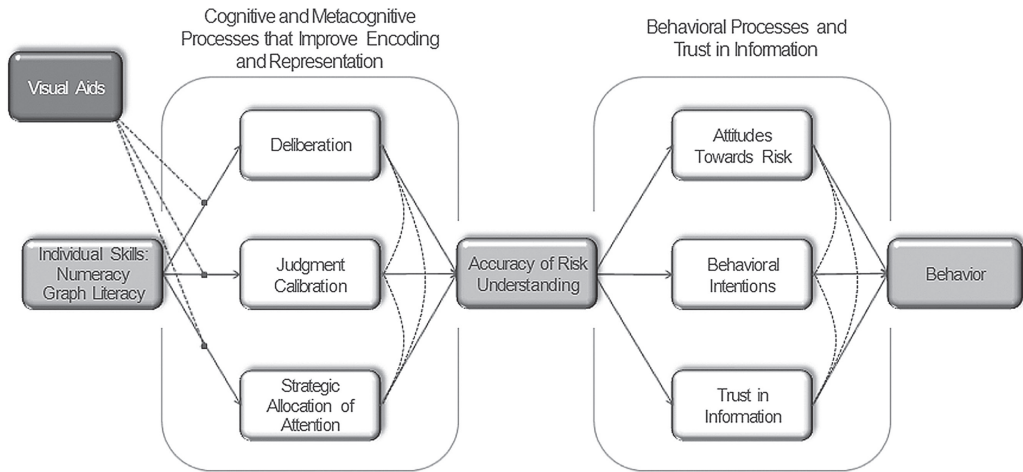 Cognitive and Metacognitive
Processes that Improve Encoding
and Representation
Behavioral Processes and
Trust in Information
Visual Aids
Deliberation
Attitudes
Towards Risk
Individual Skills:
Numeracy
Graph Literacy
Judgment
Calibration
Accuracy of Risk
Understanding
Behavioral
Intentions
Behavior
Strategic
Allocation of
Attention
Trust in
Information